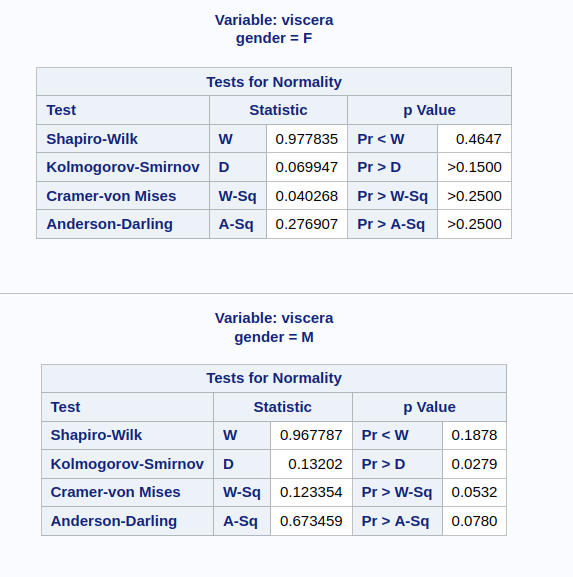 Variable: viscera
gender = F
Tests for Normality
Test Statistic p Value
Shapiro-Wilk W 0.977835 Pr < W 0.4647
Kolmogorov-Smirnov D 0.069947 Pr > D >0.1500
Cramer-von Mises W-Sq 0.040268 Pr > W-Sq >0.2500
Anderson-Darling A-Sq 0.276907 Pr > A-Sq >0.2500
Variable: viscera
gender = M
Tests for Normality
Test Statistic p Value
Shapiro-Wilk W 0.967787 Pr < W 0.1878
Kolmogorov-Smirnov D 0.13202 Pr > D 0.0279
Cramer-von Mises W-Sq 0.123354 Pr > W-Sq 0.0532
Anderson-Darling A-Sq 0.673459 Pr > A-Sq 0.0780